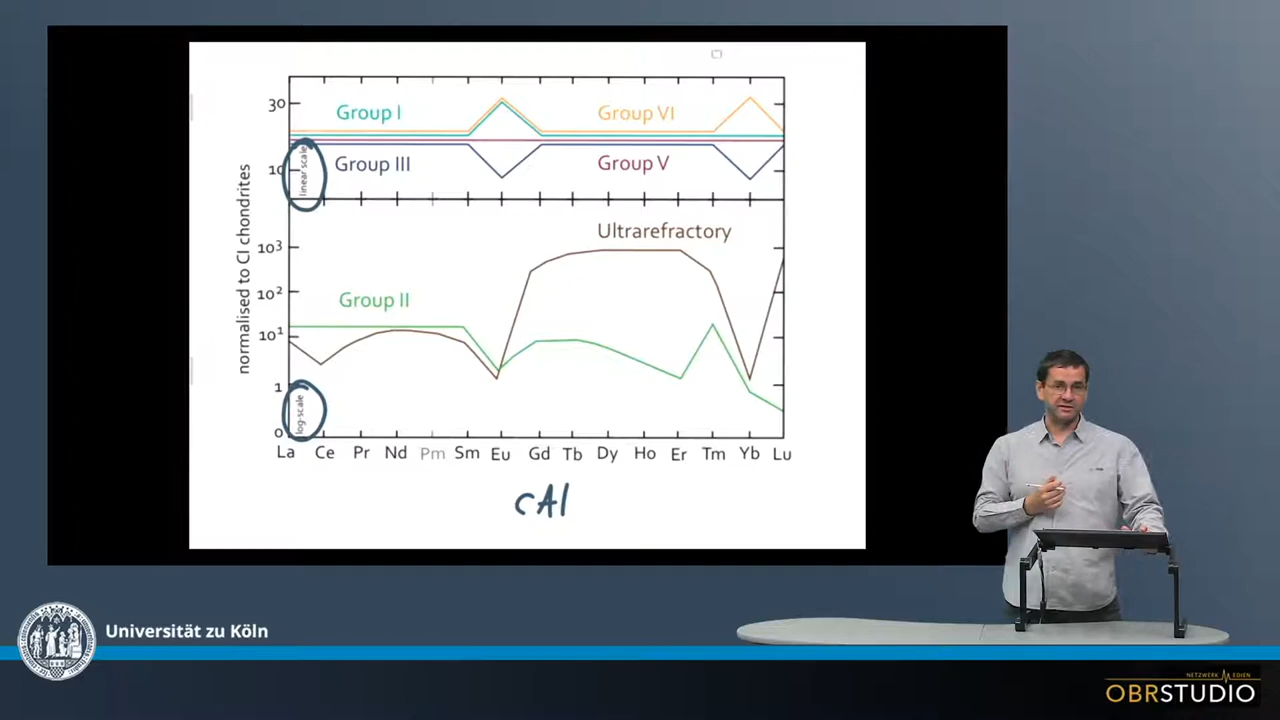 30
Group I
Group VI
linear scale
10
Group III
Group V
normalised to CI chondrites
Ultrarefractory
10³
10²
Group II
10¹
1
log-scale
0
La Ce Pr Nd Pm Sm Eu Gd Tb Dy Ho Er Tm Yb Lu
CAI
Universität zu Köln
NETZWERK MEDIEN
OBRSTUDIO